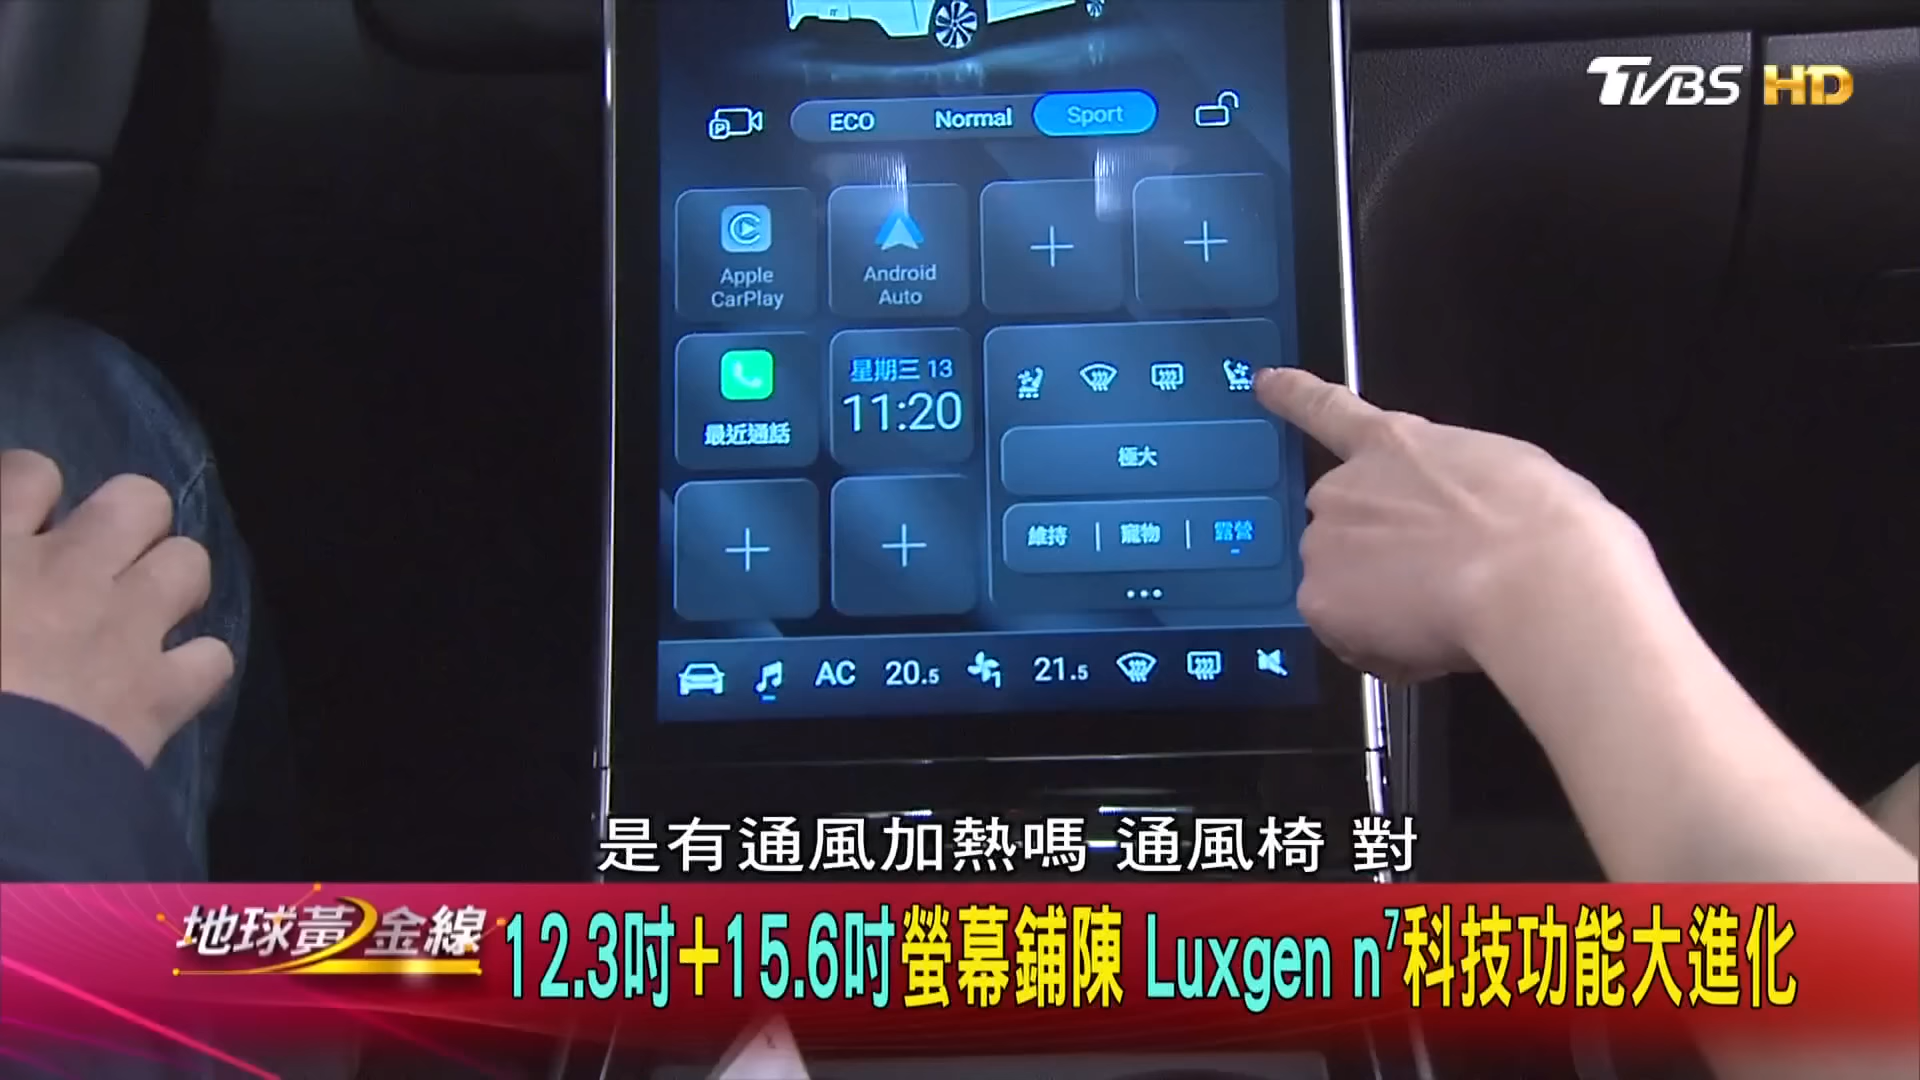 TVBS HD
ECO Normal Sport
Apple
CarPlay
Android
Auto
最近通話
星期三 13
11:20
極大
維持 | 寵物 | 露營
AC 20.5 1 21.5
是有通風加熱嗎 通風椅 對
地球黃金線
12.3吋+15.6吋螢幕鋪陳 Luxgen n⁷科技功能大進化